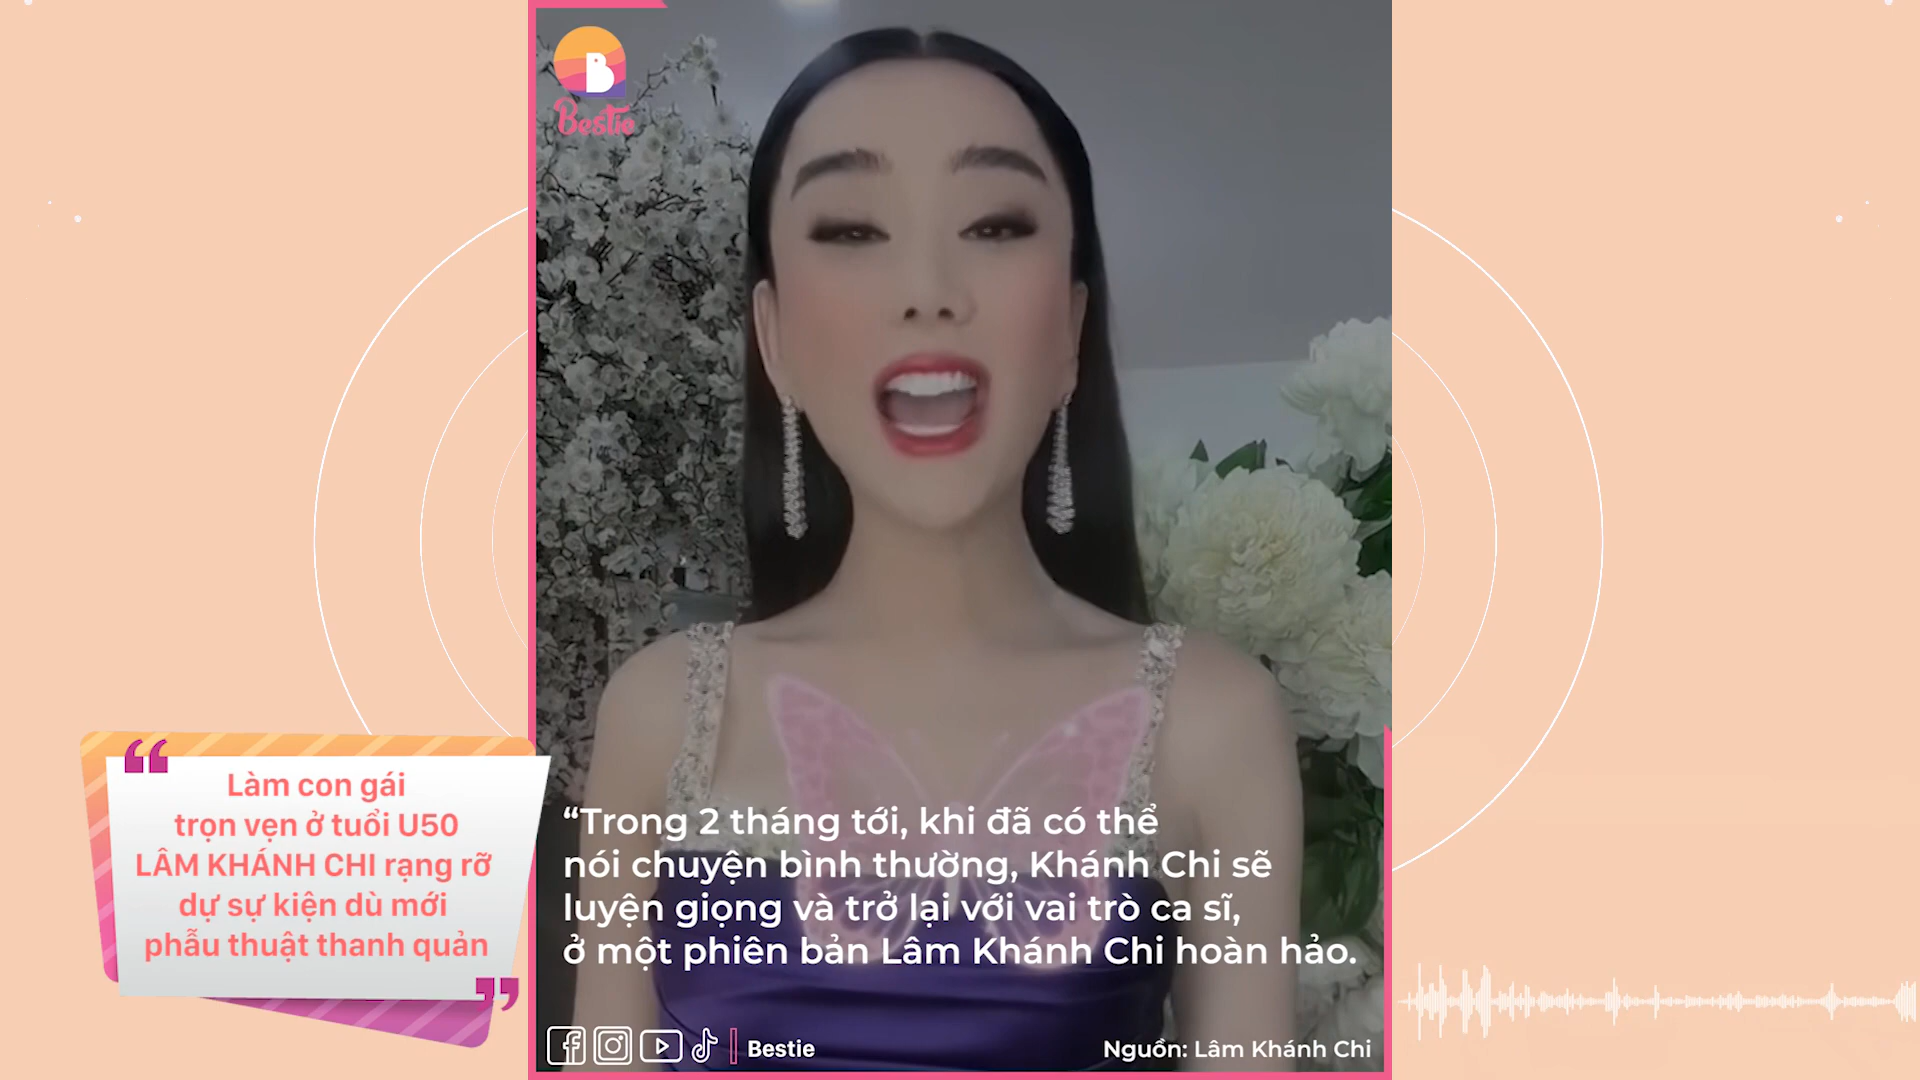 B
Bestie
“
Làm con gái
trọn vẹn ở tuổi U50
LÂM KHÁNH CHI rạng rỡ
dự sự kiện dù mới
phẫu thuật thanh quản
”
“Trong 2 tháng tới, khi đã có thể
nói chuyện bình thường, Khánh Chi sẽ
luyện giọng và trở lại với vai trò ca sĩ,
ở một phiên bản Lâm Khánh Chi hoàn hảo.
Bestie
Nguồn: Lâm Khánh Chi